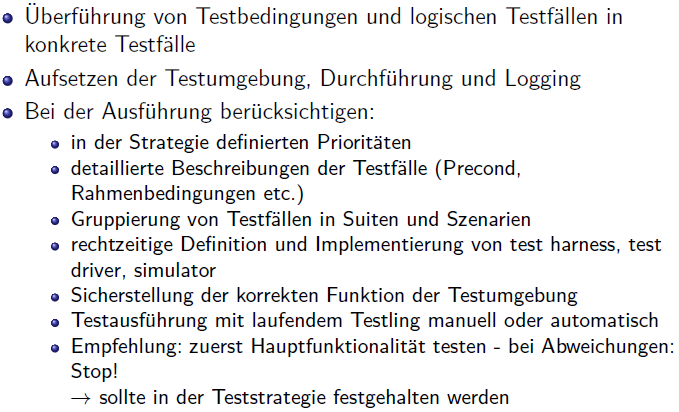 Überführung von Testbedingungen und logischen Testfällen in
konkrete Testfälle
Aufsetzen der Testumgebung, Durchführung und Logging
Bei der Ausführung berücksichtigen:
in der Strategie definierten Prioritäten
detaillierte Beschreibungen der Testfälle (Precond,
Rahmenbedingungen etc.)
Gruppierung von Testfällen in Suiten und Szenarien
rechtzeitige Definition und Implementierung von test harness, test
driver, simulator
Sicherstellung der korrekten Funktion der Testumgebung
Testausführung mit laufendem Testling manuell oder automatisch
Empfehlung: zuerst Hauptfunktionalität testen - bei Abweichungen:
Stop!
→ sollte in der Teststrategie festgehalten werden